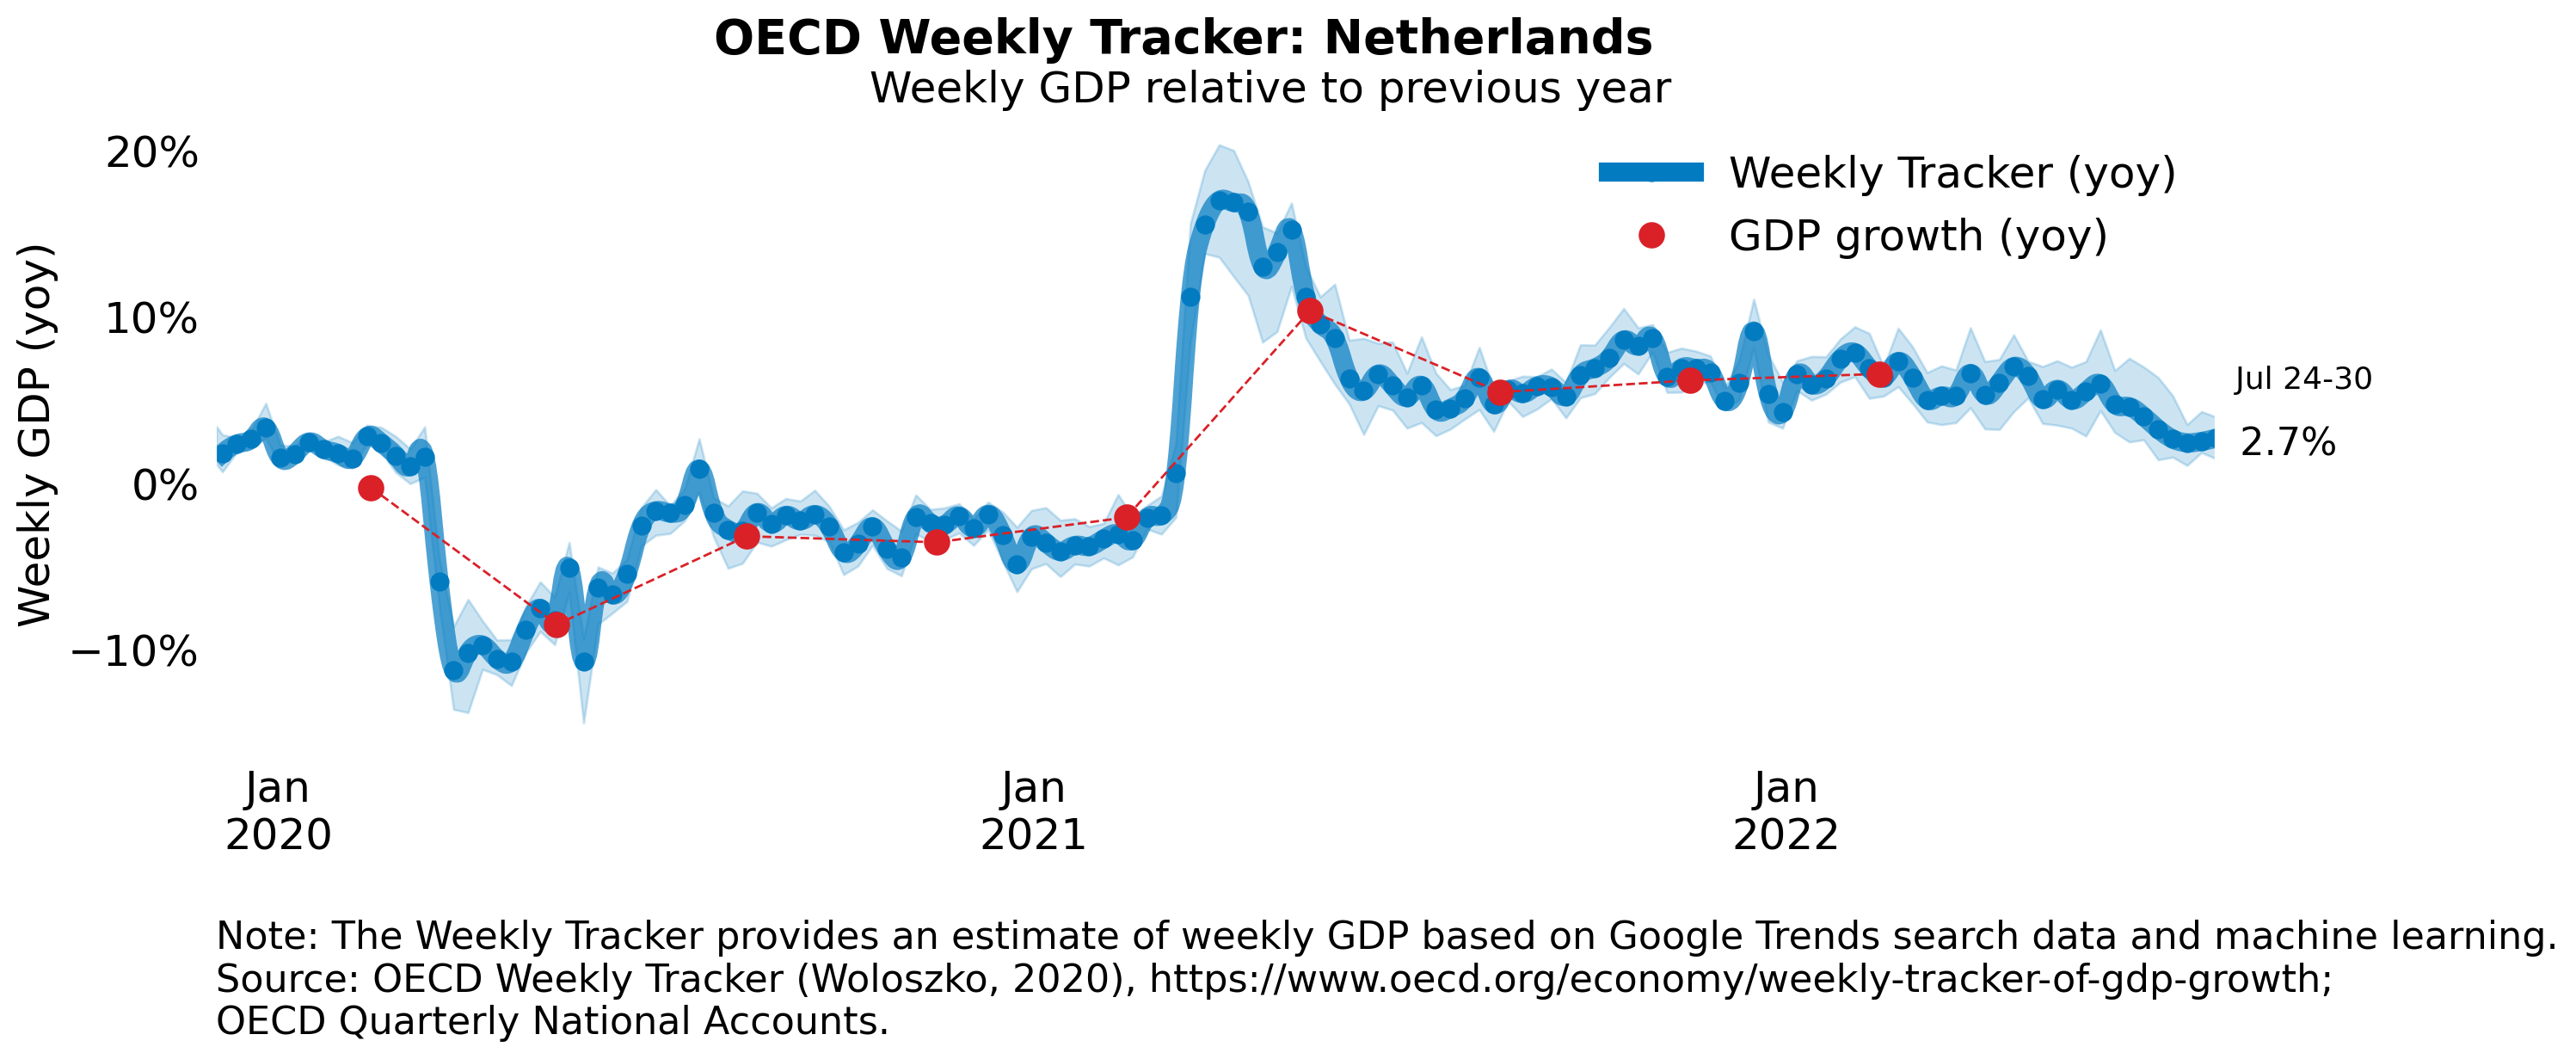 OECD Weekly Tracker: Netherlands
Weekly GDP relative to previous year
Weekly GDP (yoy)
20%
10%
0%
−10%
Weekly Tracker (yoy)
GDP growth (yoy)
Jul 24-30
2.7%
Jan
2020
Jan
2021
Jan
2022
Note: The Weekly Tracker provides an estimate of weekly GDP based on Google Trends search data and machine learning.
Source: OECD Weekly Tracker (Woloszko, 2020), https://www.oecd.org/economy/weekly-tracker-of-gdp-growth;
OECD Quarterly National Accounts.